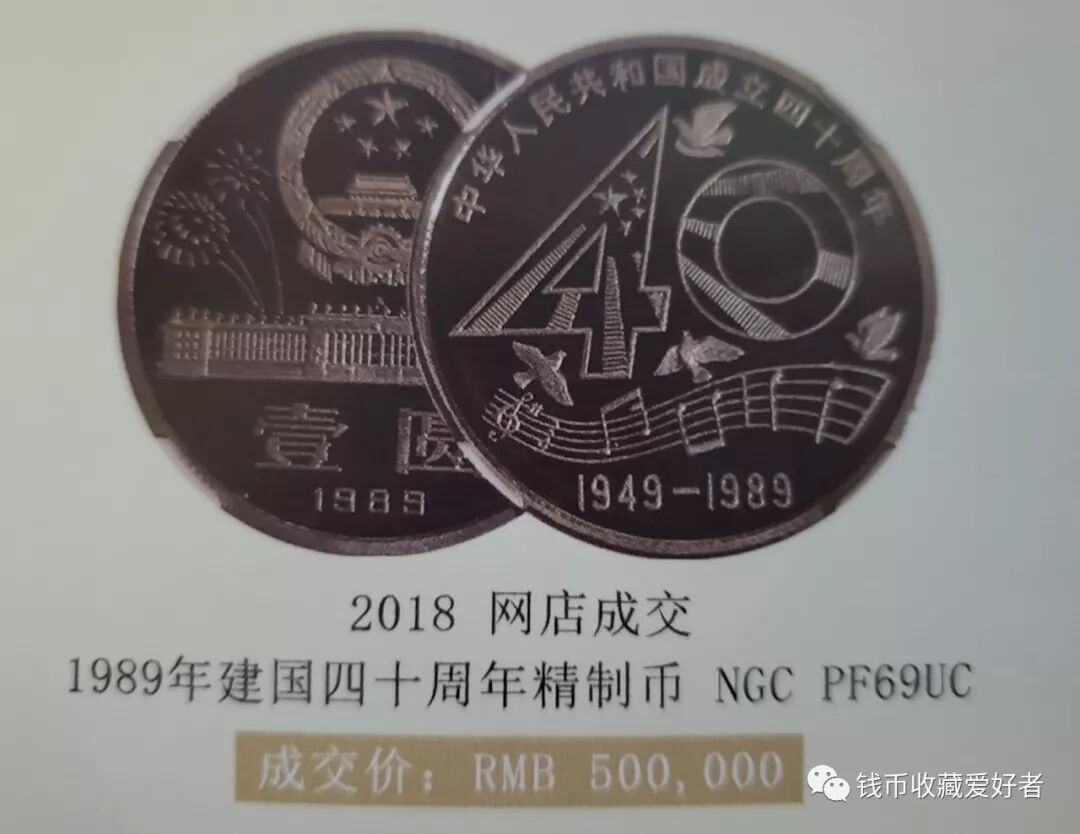 中华人民共和国成立四十周年
壹圆
1989
1949-1989
2018 网店成交
1989年建国四十周年精制币 NGC PF69UC
成交价: RMB 500,000
钱币收藏爱好者